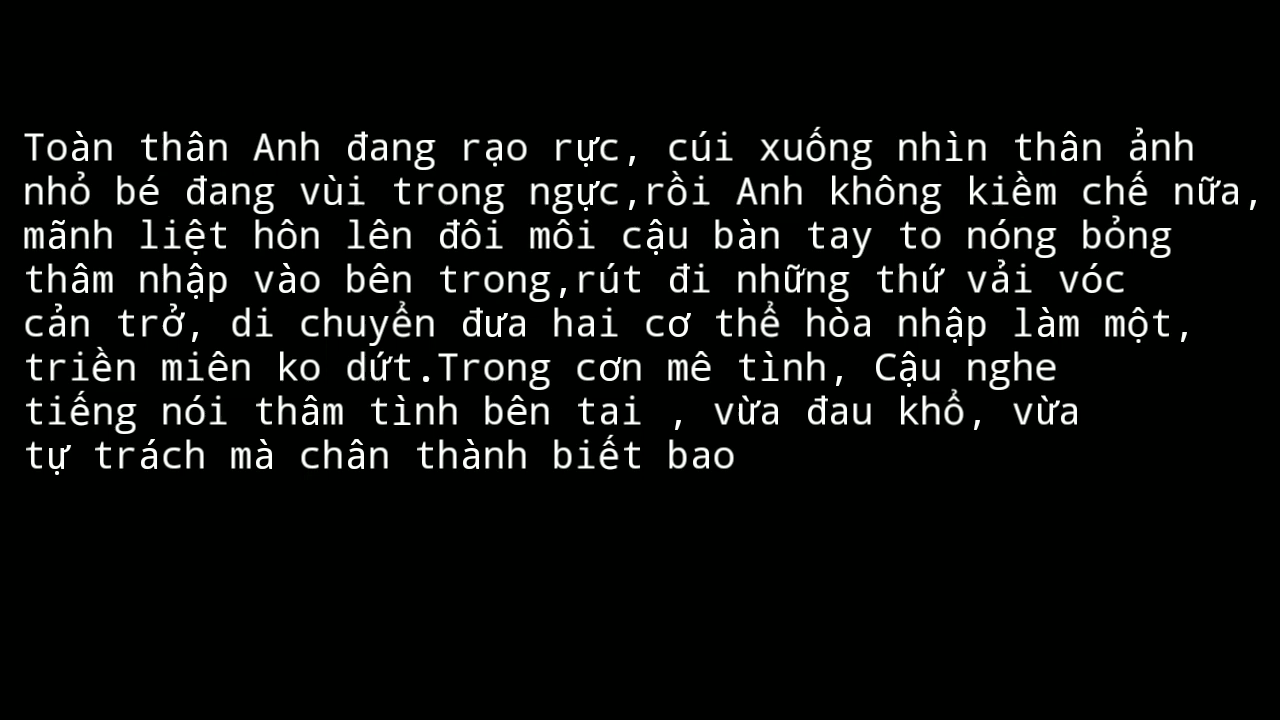 Toàn thân Anh đang rạo rực, cúi xuống nhìn thân ảnh
nhỏ bé đang vùi trong ngực,rồi Anh không kiềm chế nữa,
mãnh liệt hôn lên đôi môi cậu bàn tay to nóng bỏng
thâm nhập vào bên trong,rút đi những thứ vải vóc
cản trở, di chuyển đưa hai cơ thể hòa nhập làm một,
triền miên ko dứt.Trong cơn mê tình, Cậu nghe
tiếng nói thâm tình bên tai , vừa đau khổ, vừa
tự trách mà chân thành biết bao